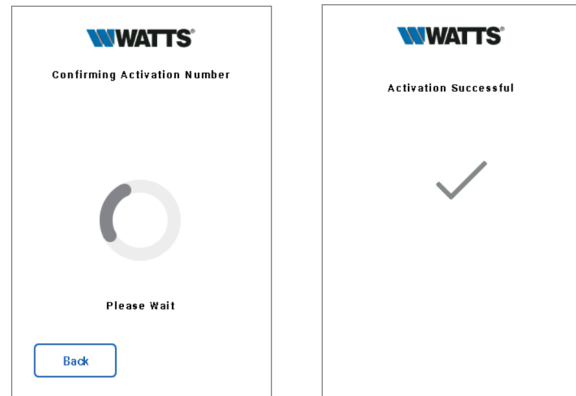 WATTS®
Confirming Activation Number
Please Wait
Back
WATTS®
Activation Successful